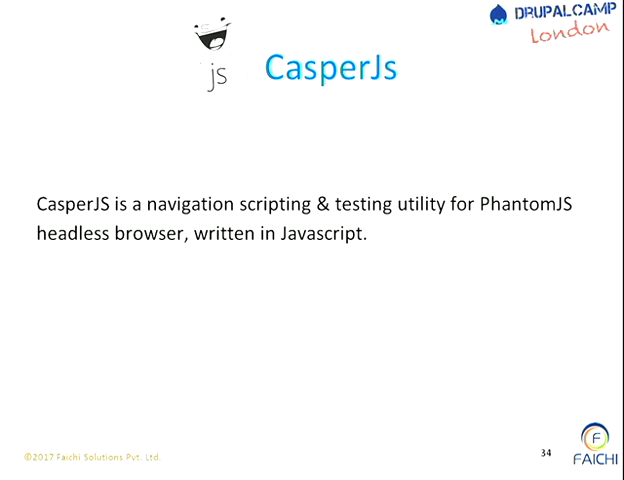 DRUPALCAMP
London
js
CasperJs
CasperJS is a navigation scripting & testing utility for PhantomJS
headless browser, written in Javascript.
©2017 Faichi Solutions Pvt. Ltd.
34
F
FAICHI